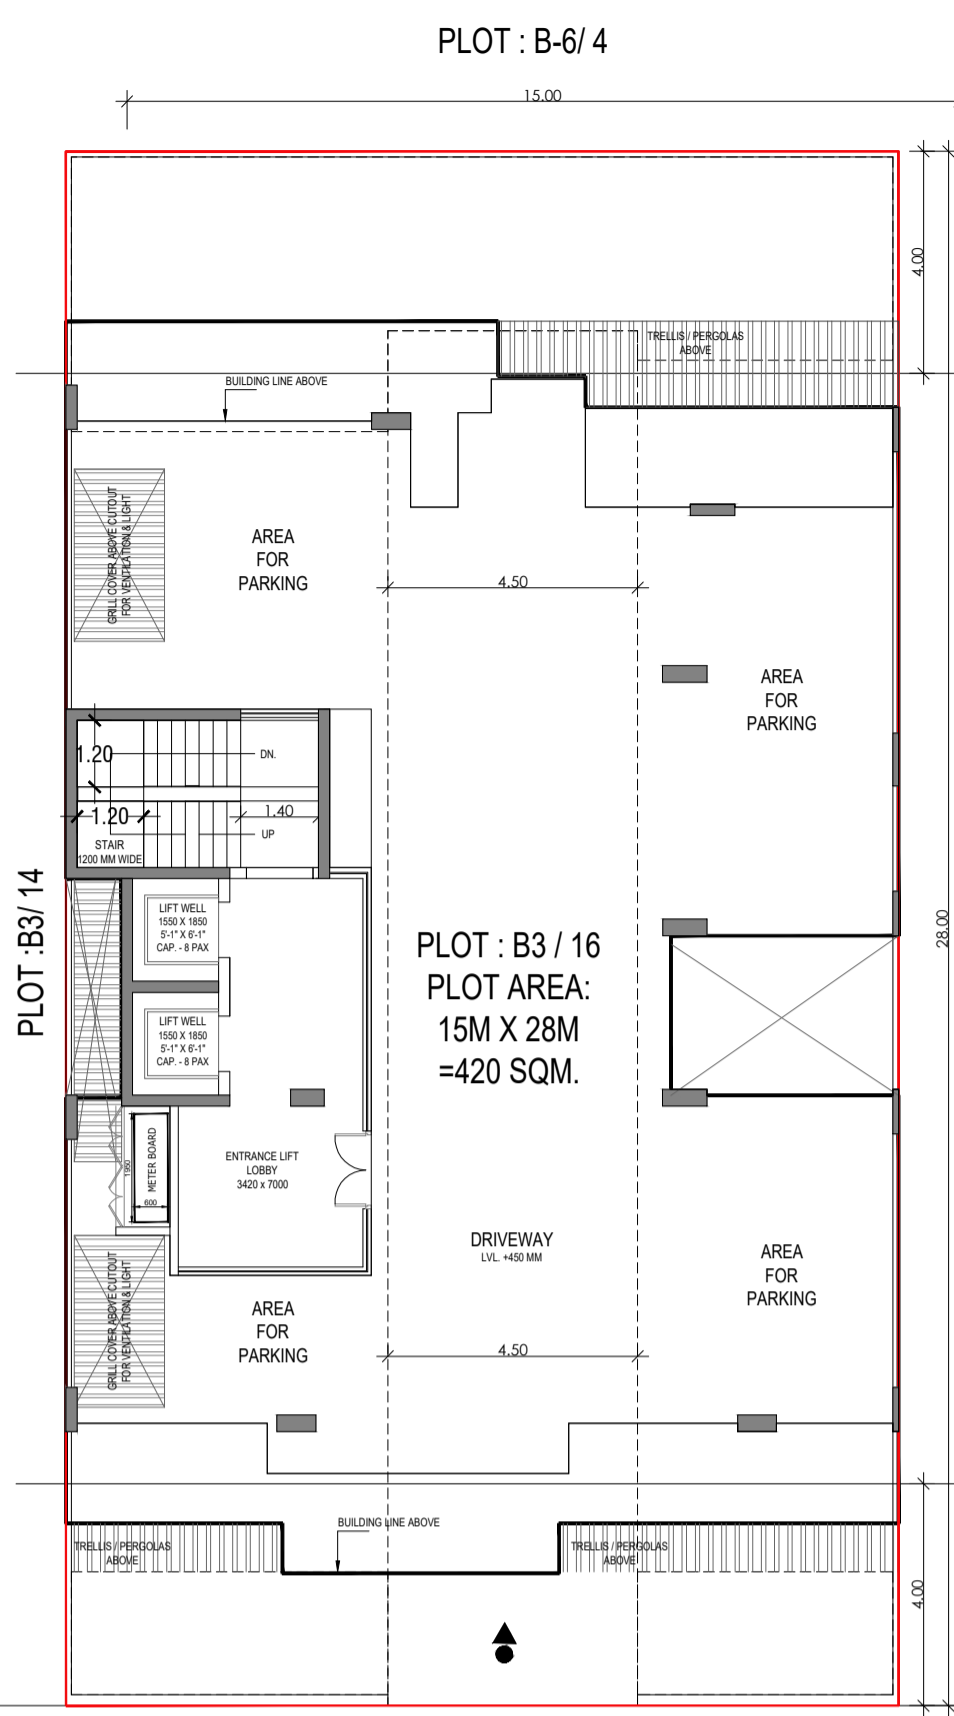 PLOT : B-6/ 4
15.00
4.00
TRELLIS / PERGOLAS
ABOVE
BUILDING LINE ABOVE
GRILL COVER ABOVE CUTOUT
FOR VENTILATION & LIGHT
AREA
FOR
PARKING
4.50
AREA
FOR
PARKING
1.20
DN.
1.20
1.40
UP
STAIR
1200 MM WIDE
PLOT :B3/ 14
LIFT WELL
1550 X 1850
5'-1" X 6'-1"
CAP. - 8 PAX
28.00
PLOT : B3 / 16
PLOT AREA:
15M X 28M
=420 SQM.
LIFT WELL
1550 X 1850
5'-1" X 6'-1"
CAP. - 8 PAX
METER BOARD
1950
600
ENTRANCE LIFT
LOBBY
3420 x 7000
DRIVEWAY
LVL. +450 MM
AREA
FOR
PARKING
GRILL COVER ABOVE CUTOUT
FOR VENTILATION & LIGHT
AREA
FOR
PARKING
4.50
BUILDING LINE ABOVE
TRELLIS / PERGOLAS
ABOVE
TRELLIS / PERGOLAS
ABOVE
4.00